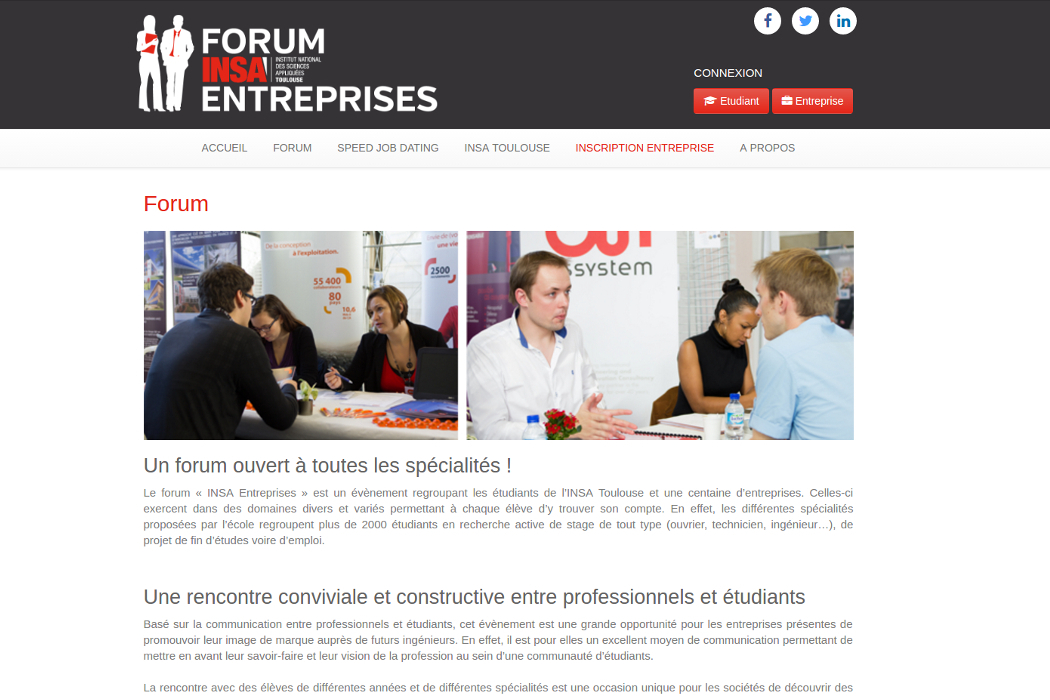 FORUM
INSA
INSTITUT NATIONAL
DES SCIENCES
APPLIQUÉES
TOULOUSE
ENTREPRISES
CONNEXION
Etudiant Entreprise
ACCUEIL FORUM SPEED JOB DATING INSA TOULOUSE INSCRIPTION ENTREPRISE A PROPOS
Forum
De la conception
à l'exploitation.
55 400
80
pays
10,6
2500
une vie
system
Un forum ouvert à toutes les spécialités !
Le forum « INSA Entreprises » est un évènement regroupant les étudiants de l'INSA Toulouse et une centaine d'entreprises. Celles-ci
exercent dans des domaines divers et variés permettant à chaque élève d'y trouver son compte. En effet, les différentes spécialités
proposées par l'école regroupent plus de 2000 étudiants en recherche active de stage de tout type (ouvrier, technicien, ingénieur…), de
projet de fin d'études voire d'emploi.
Une rencontre conviviale et constructive entre professionnels et étudiants
Basé sur la communication entre professionnels et étudiants, cet évènement est une grande opportunité pour les entreprises présentes de
promouvoir leur image de marque auprès de futurs ingénieurs. En effet, il est pour elles un excellent moyen de communication permettant de
mettre en avant leur savoir-faire et leur vision de la profession au sein d'une communauté d'étudiants.
La rencontre avec des élèves de différentes années et de différentes spécialités est une occasion unique pour les sociétés de découvrir des